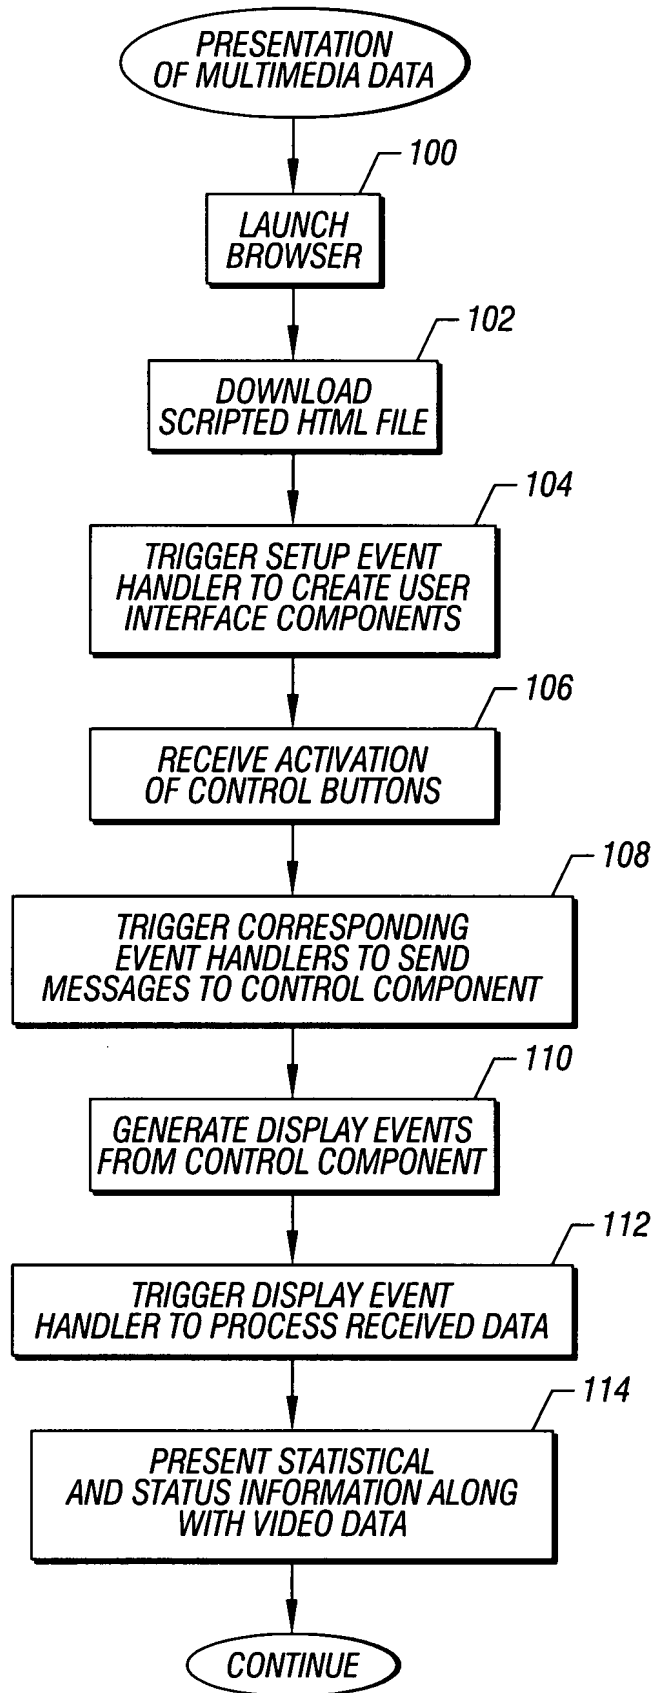 PRESENTATION
OF MULTIMEDIA DATA
100
LAUNCH
BROWSER
102
DOWNLOAD
SCRIPTED HTML FILE
104
TRIGGER SETUP EVENT
HANDLER TO CREATE USER
INTERFACE COMPONENTS
106
RECEIVE ACTIVATION
OF CONTROL BUTTONS
108
TRIGGER CORRESPONDING
EVENT HANDLERS TO SEND
MESSAGES TO CONTROL COMPONENT
110
GENERATE DISPLAY EVENTS
FROM CONTROL COMPONENT
112
TRIGGER DISPLAY EVENT
HANDLER TO PROCESS RECEIVED DATA
114
PRESENT STATISTICAL
AND STATUS INFORMATION ALONG
WITH VIDEO DATA
CONTINUE